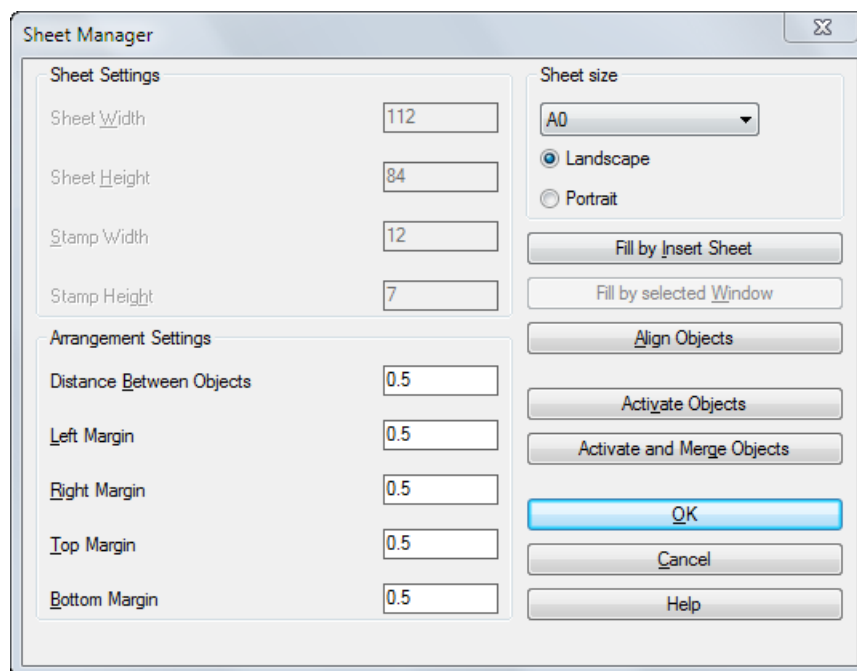 Sheet Manager
Sheet Settings
Sheet Width 112
Sheet Height 84
Stamp Width 12
Stamp Height 7
Arrangement Settings
Distance Between Objects 0.5
Left Margin 0.5
Right Margin 0.5
Top Margin 0.5
Bottom Margin 0.5
Sheet size
A0
Landscape
Portrait
Fill by Insert Sheet
Fill by selected Window
Align Objects
Activate Objects
Activate and Merge Objects
OK
Cancel
Help